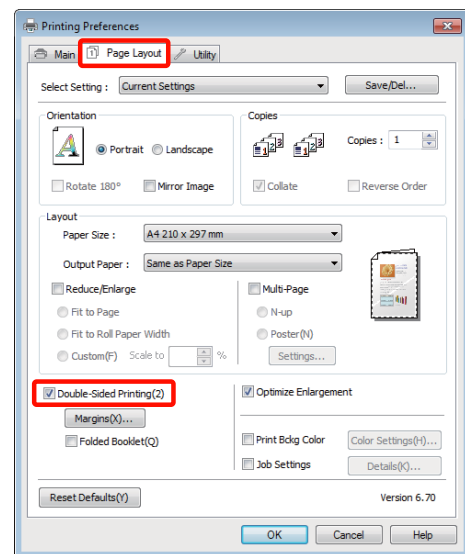 Printing Preferences
Main Page Layout Utility
Select Setting : Current Settings Save/Del...
Orientation Copies
Portrait Landscape Copies : 1
Rotate 180° Mirror Image Collate Reverse Order
Layout
Paper Size : A4 210 x 297 mm
Output Paper : Same as Paper Size
Reduce/Enlarge Multi-Page
Fit to Page N-up
Fit to Roll Paper Width Poster(N)
Custom(F) Scale to % Settings...
Double-Sided Printing(2) Optimize Enlargement
Margins(X)...
Folded Booklet(Q) Print Bckg Color Color Settings(H)...
Job Settings Details(K)...
Reset Defaults(Y) Version 6.70
OK Cancel Help